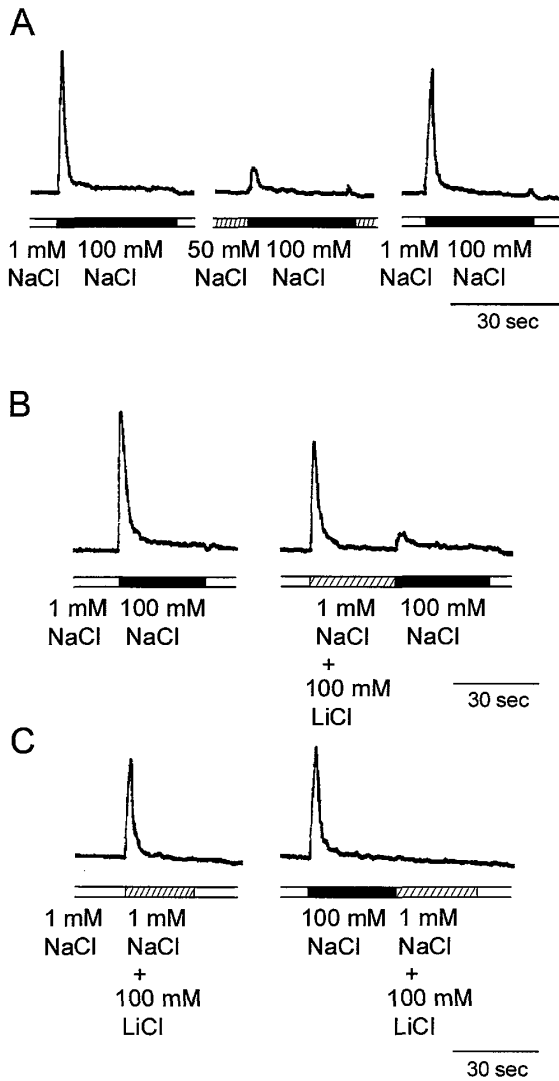 A
1 mM 100 mM 50 mM 100 mM 1 mM 100 mM
NaCl NaCl NaCl NaCl NaCl NaCl
30 sec
B
1 mM 100 mM 1 mM 100 mM
NaCl NaCl NaCl NaCl
+
100 mM
LiCl
30 sec
C
1 mM 1 mM 100 mM 1 mM
NaCl NaCl NaCl NaCl
+ +
100 mM 100 mM
LiCl LiCl
30 sec